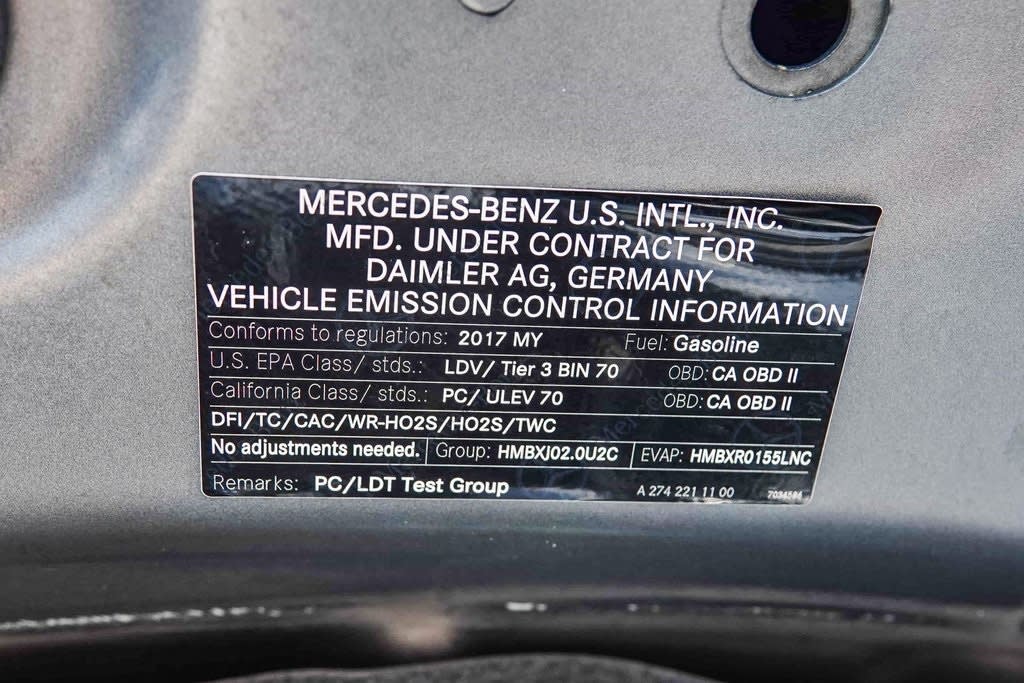 MERCEDES-BENZ U.S. INTL., INC.
MFD. UNDER CONTRACT FOR
DAIMLER AG, GERMANY
VEHICLE EMISSION CONTROL INFORMATION
Conforms to regulations: 2017 MY Fuel: Gasoline
U.S. EPA Class/ stds.: LDV/ Tier 3 BIN 70 OBD: CA OBD II
California Class/ stds.: PC/ ULEV 70 OBD: CA OBD II
DFI/TC/CAC/WR-HO2S/HO2S/TWC
No adjustments needed. Group: HMBXJ02.0U2C EVAP: HMBXR0155LNC
Remarks: PC/LDT Test Group A 274 221 11 00